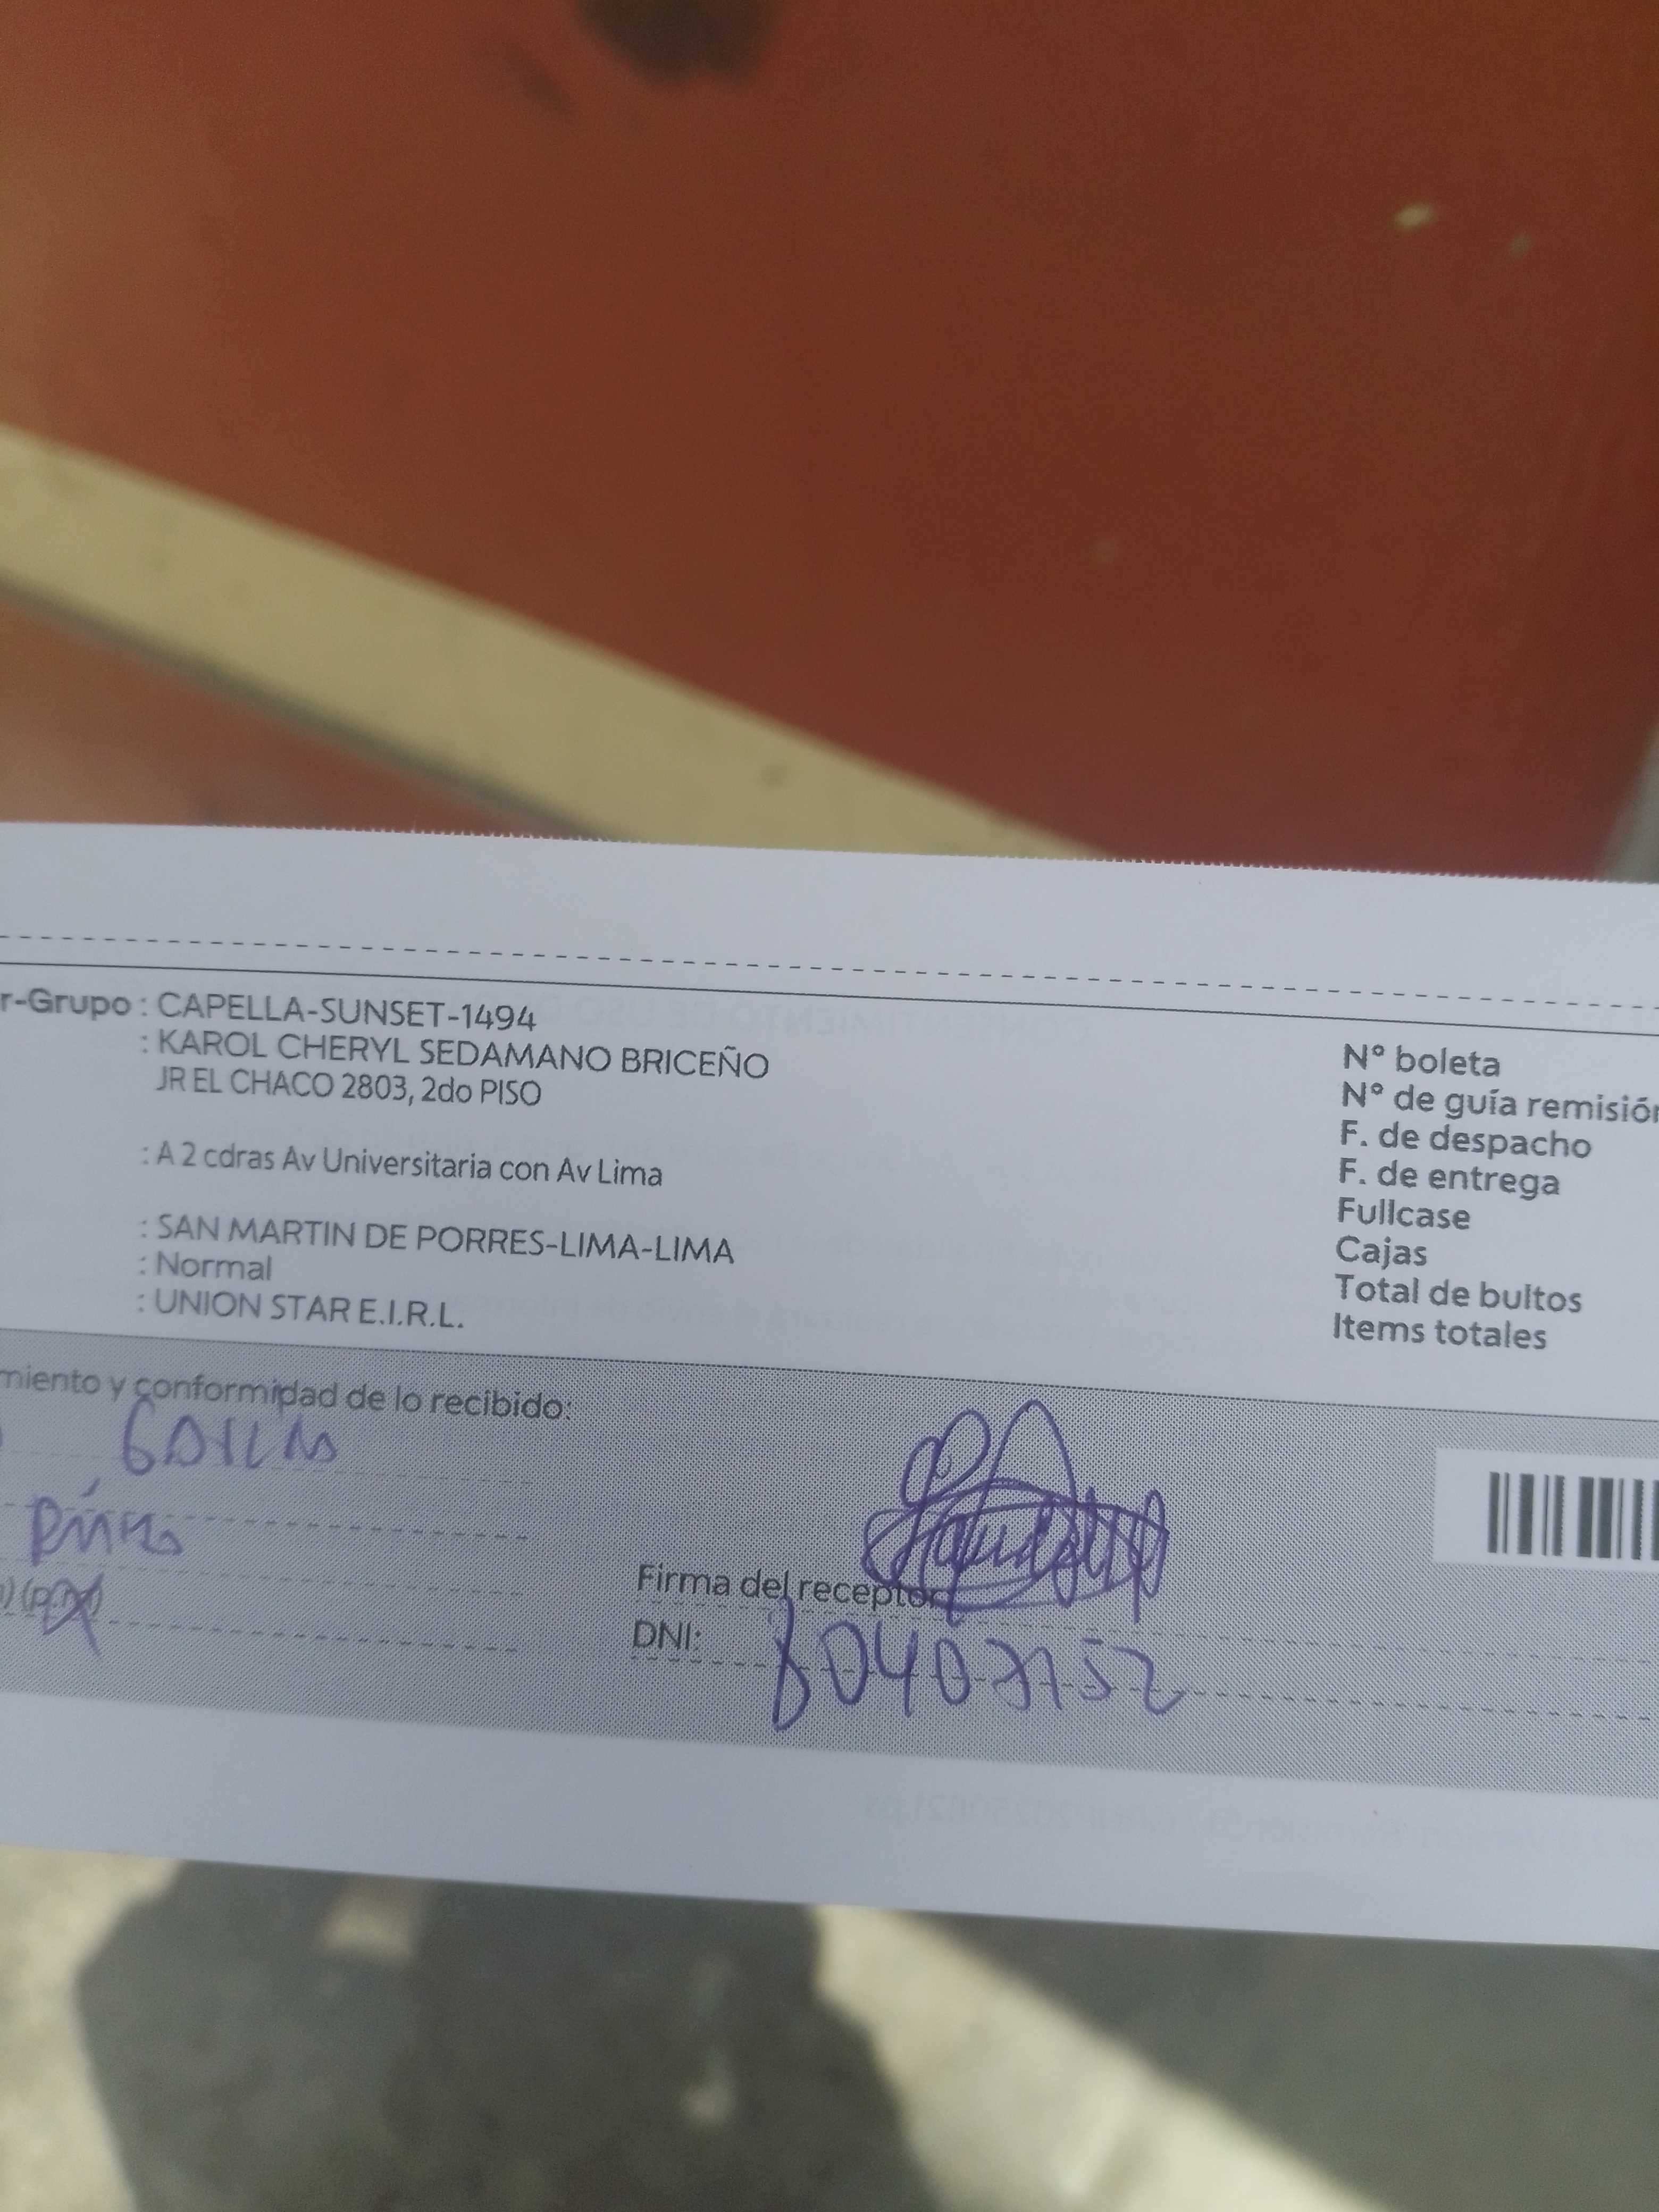 r-Grupo : CAPELLA-SUNSET-1494
: KAROL CHERYL SEDAMANO BRICEÑO
JR EL CHACO 2803, 2do PISO
: A 2 cdras Av Universitaria con Av Lima
: SAN MARTIN DE PORRES-LIMA-LIMA
: Normal
: UNION STAR E.I.R.L.
N° boleta
N° de guía remisión
F. de despacho
F. de entrega
Fullcase
Cajas
Total de bultos
Items totales
miento y conformidad de lo recibido:
Firma del receptor
DNI: 80407152